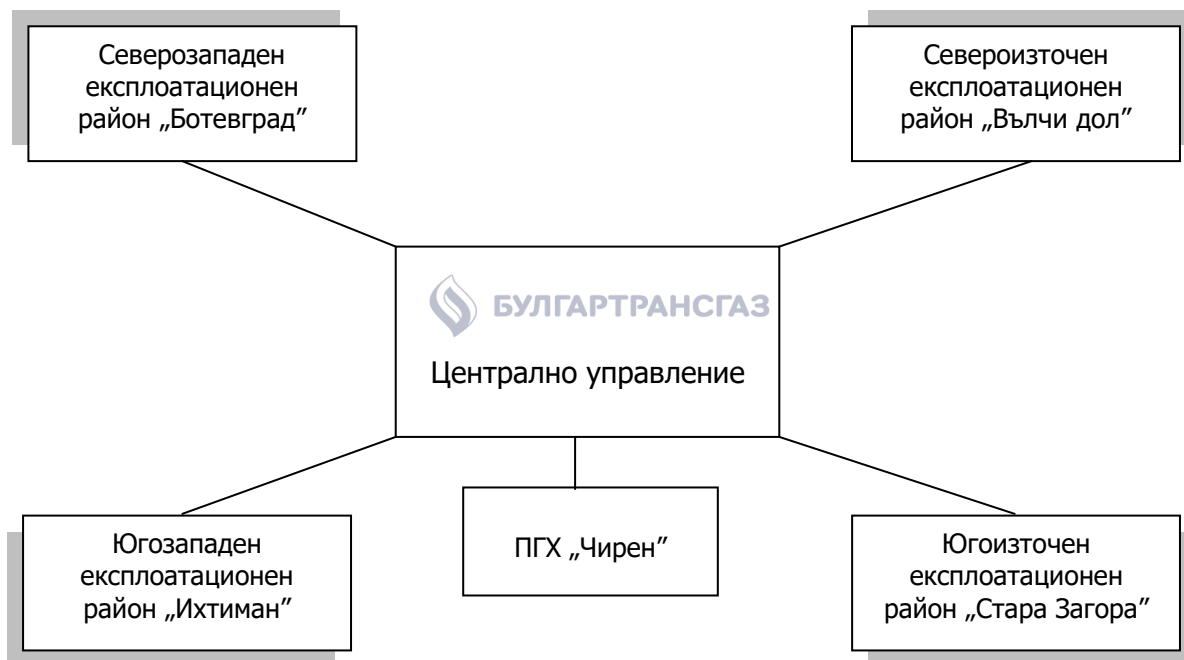 Северозападен
експлоатационен
район „Ботевград”
Североизточен
експлоатационен
район „Вълчи дол”
БУЛГАРТРАНСГАЗ
Централно управление
Югозападен
експлоатационен
район „Ихтиман”
ПГХ „Чирен”
Югоизточен
експлоатационен
район „Стара Загора”